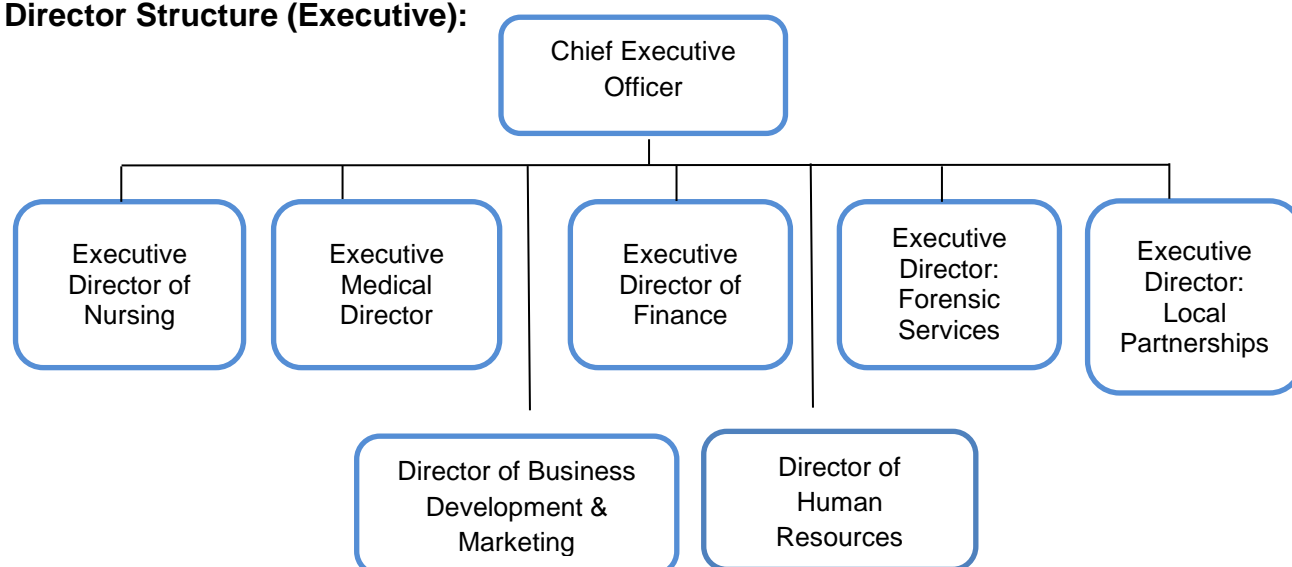 Director Structure (Executive):
Chief Executive
Officer
Executive
Director of
Nursing
Executive
Medical
Director
Executive
Director of
Finance
Executive
Director:
Forensic
Services
Executive
Director:
Local
Partnerships
Director of Business
Development &
Marketing
Director of
Human
Resources